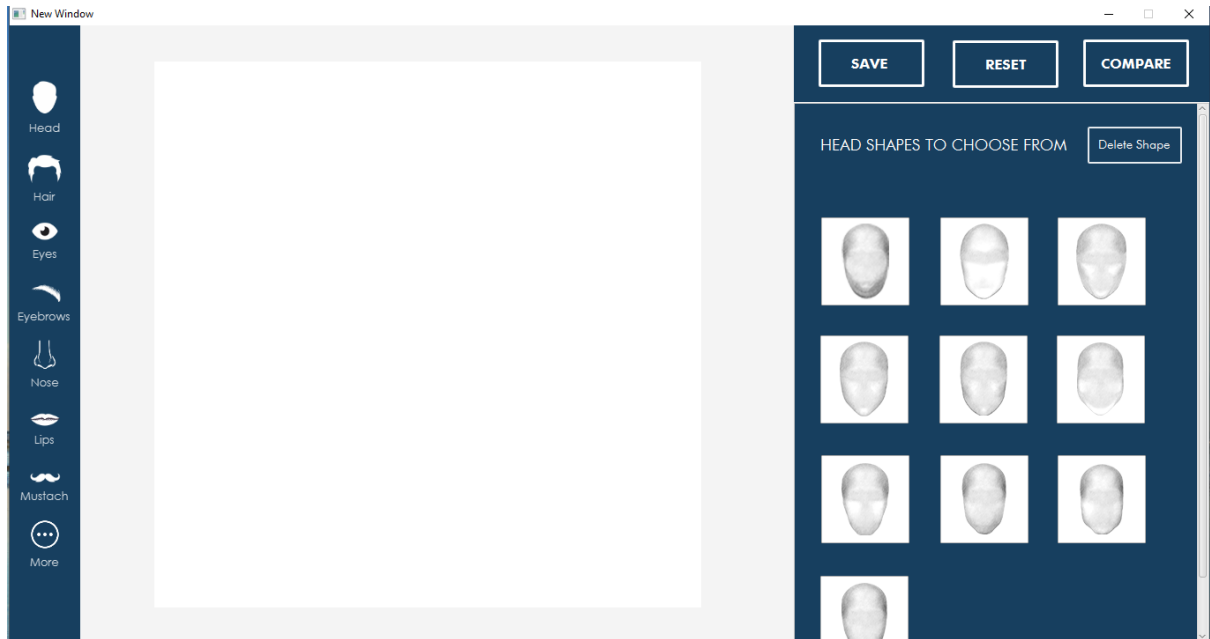 New Window
Head
Hair
Eyes
Eyebrows
Nose
Lips
Mustach
More
SAVE
RESET
COMPARE
HEAD SHAPES TO CHOOSE FROM
Delete Shape